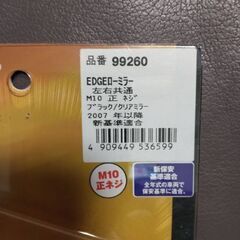 品番 99260
EDGEローミラー
左右共通
M10 正 ネジ
ブラック/クリアミラー
2007 年以降
新基準適合
4 909449 536599
M10
正ネジ
新保安
基準適合
全年式の車両で
保安基準に適合。